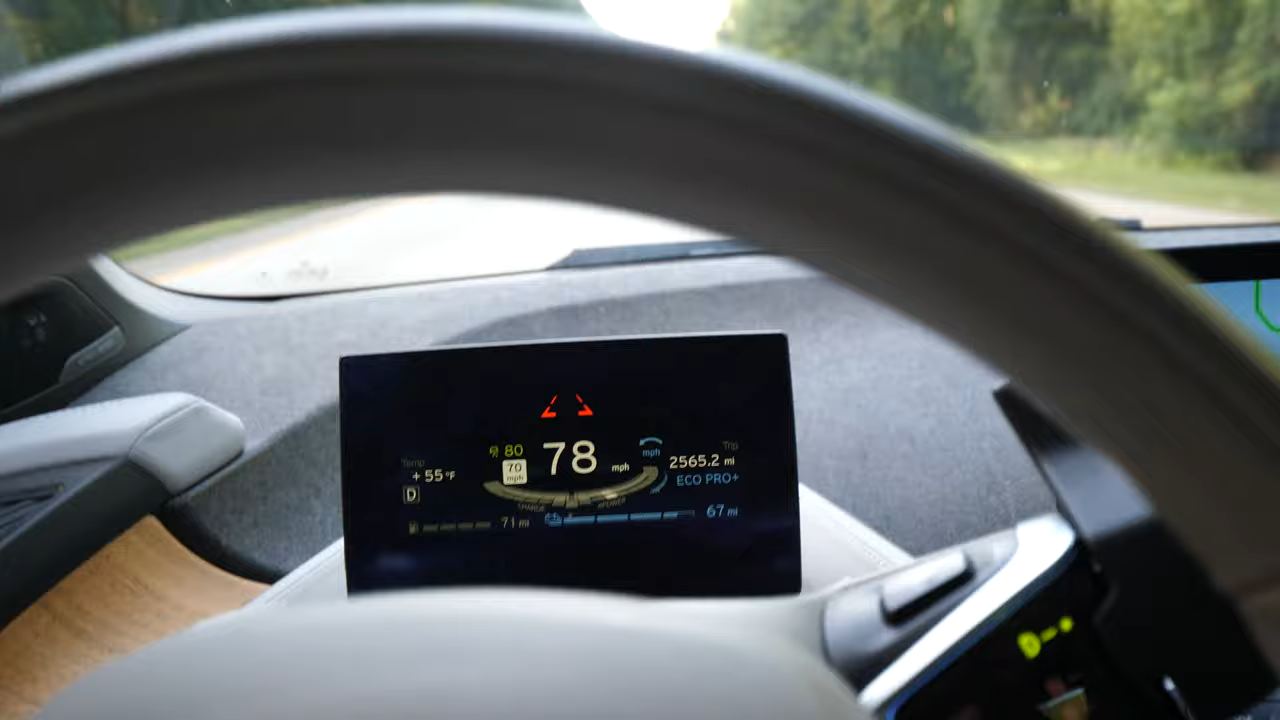 80
70
mph
78 mph
mph
Temp
+ 55 °F
D
Trip
2565.2 mi
ECO PRO+
CHARGE
ePOWER
71 mi
67 mi
D